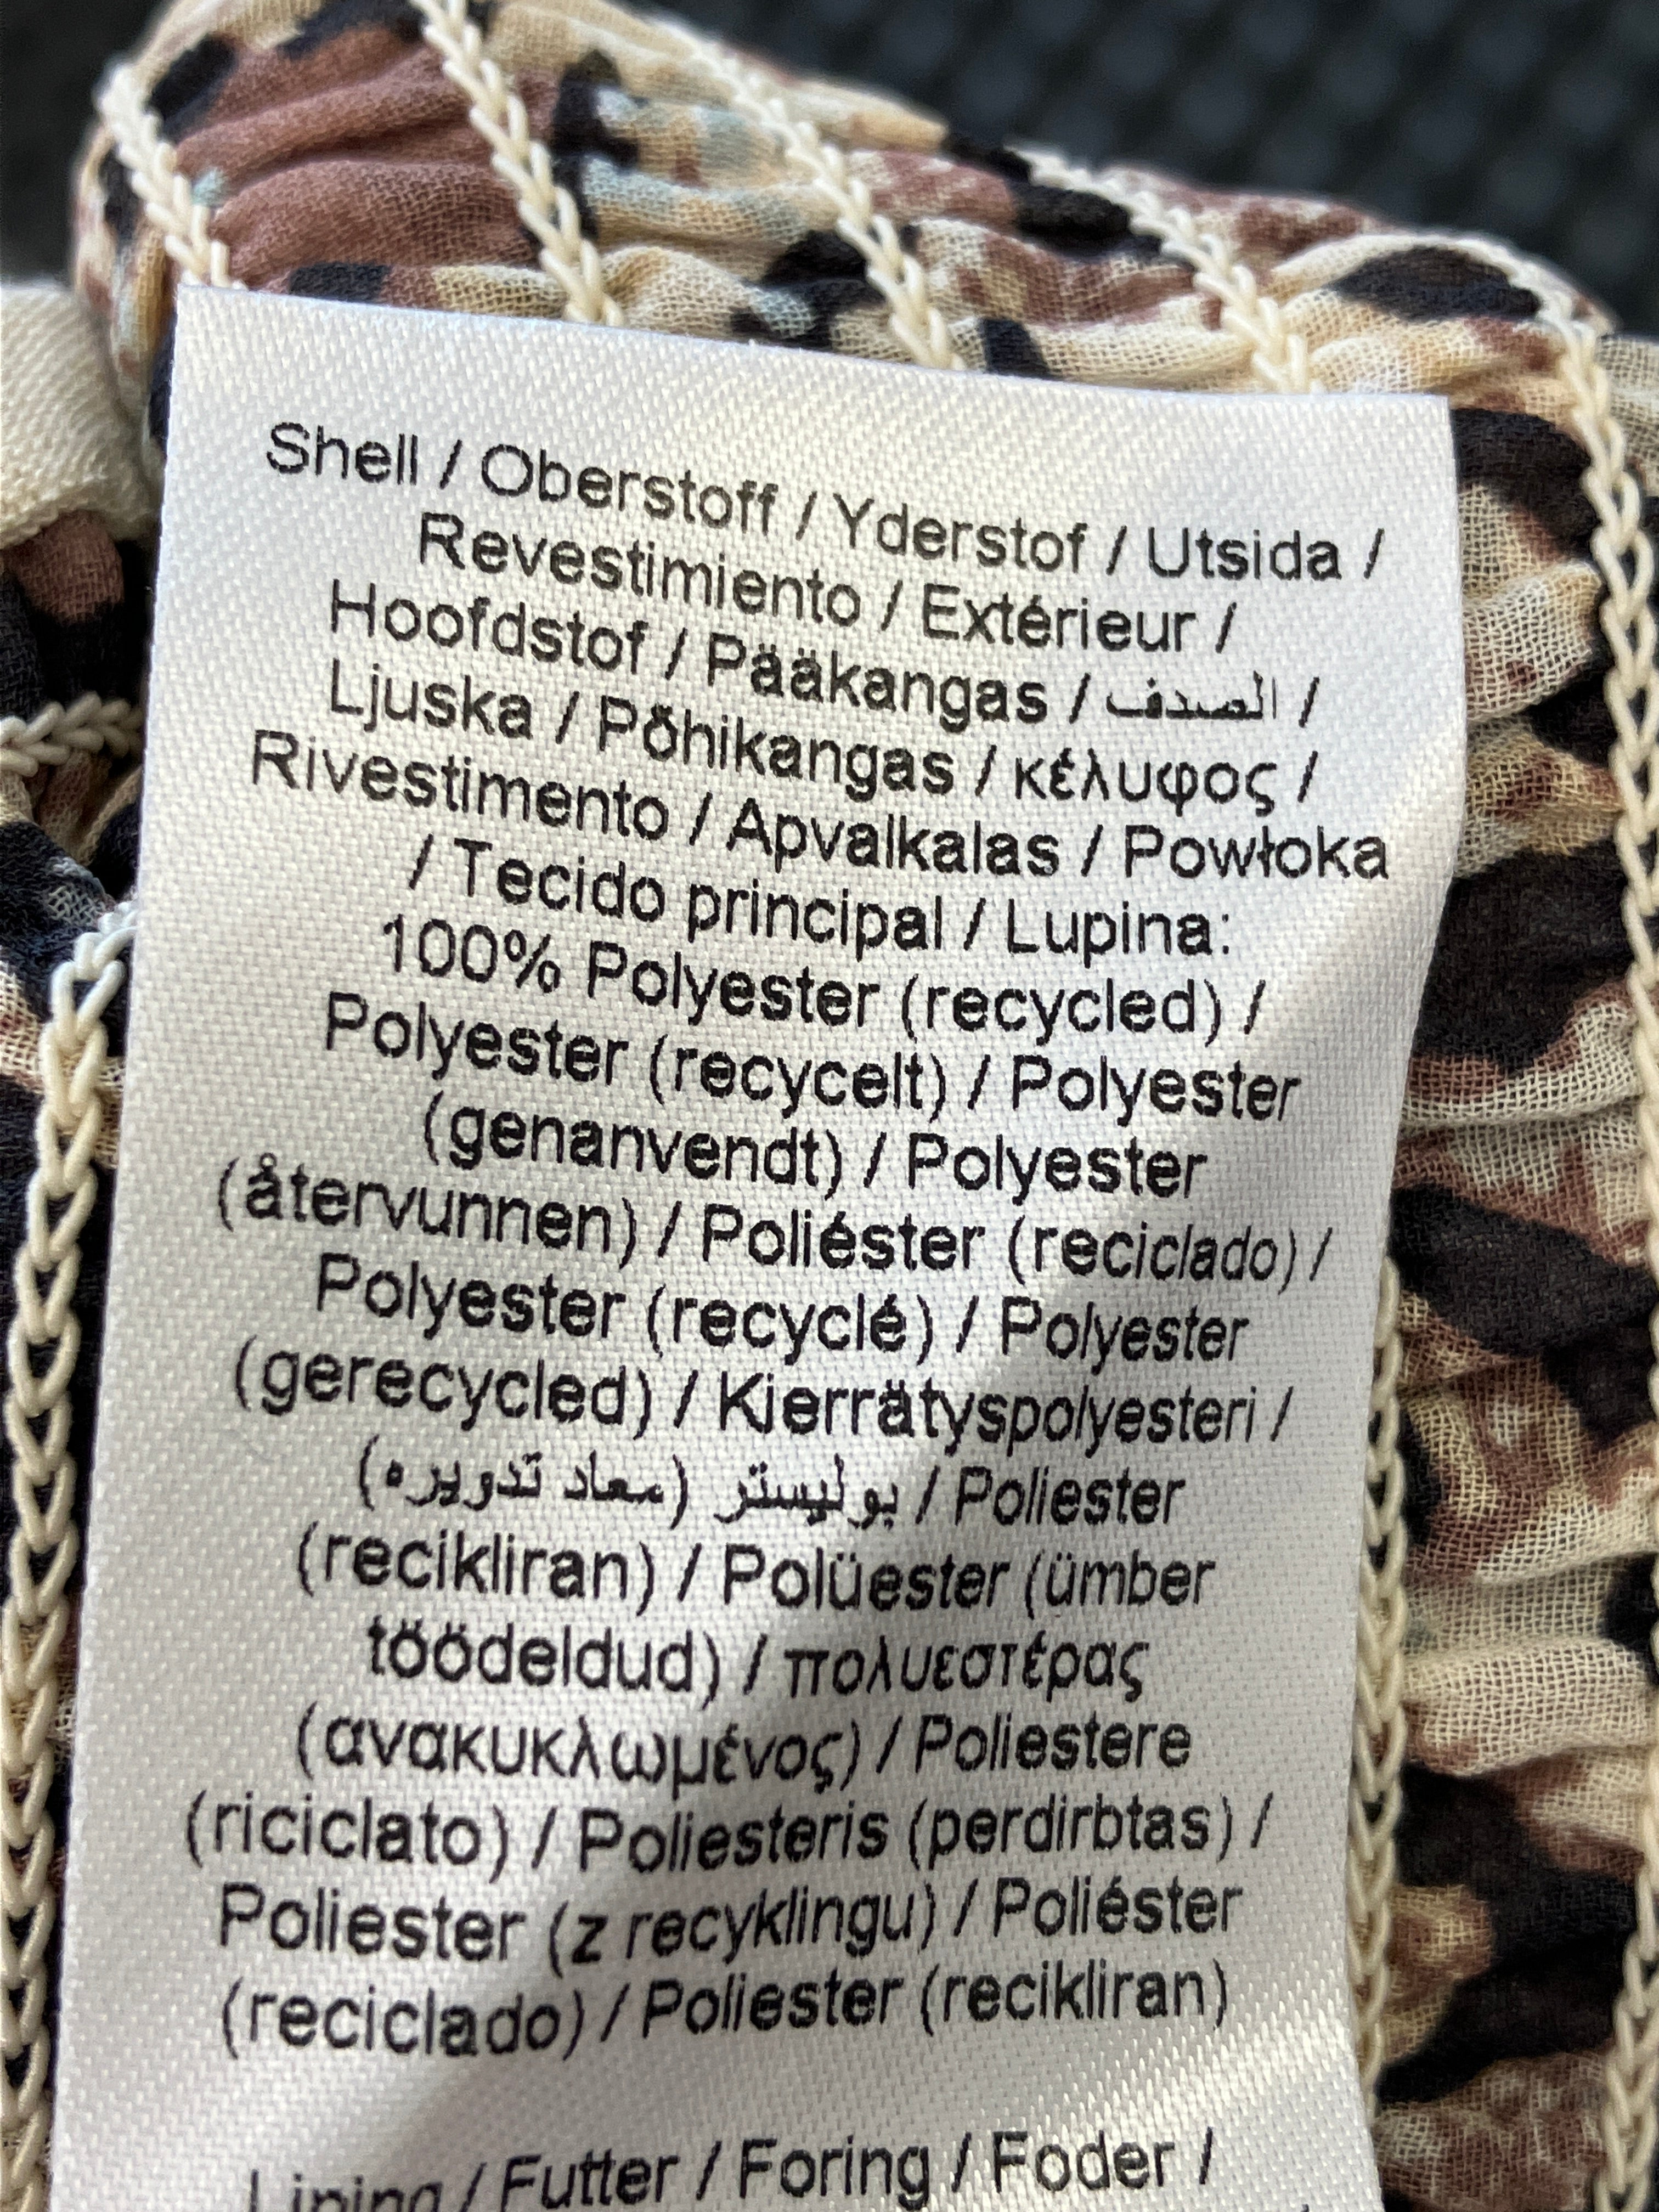 Shell / Oberstoff / Yderstof / Utsida /
Revestimiento / Extérieur /
Hoofdstof / Pääkangas / الصدف /
Ljuska / Põhikangas / κέλυφος /
Rivestimento / Apvalkalas / Powłoka
/ Tecido principal / Lupina:
100% Polyester (recycled) /
Polyester (recycelt) / Polyester
(genanvendt) / Polyester
(återvunnen) / Poliéster (reciclado) /
Polyester (recyclé) / Polyester
(gerecycled) / Kierrätyspolyesteri /
بوليستر (معاد تدويره) / Poliester
(recikliran) / Polüester (ümber
töödeldud) / πολυεστέρας
(ανακυκλωμένος) / Poliestere
(riciclato) / Poliesteris (perdirbtas) /
Poliester (z recyklingu) / Poliéster
(reciclado) / Poliester (recikliran)
Lining / Futter / Foring / Foder /